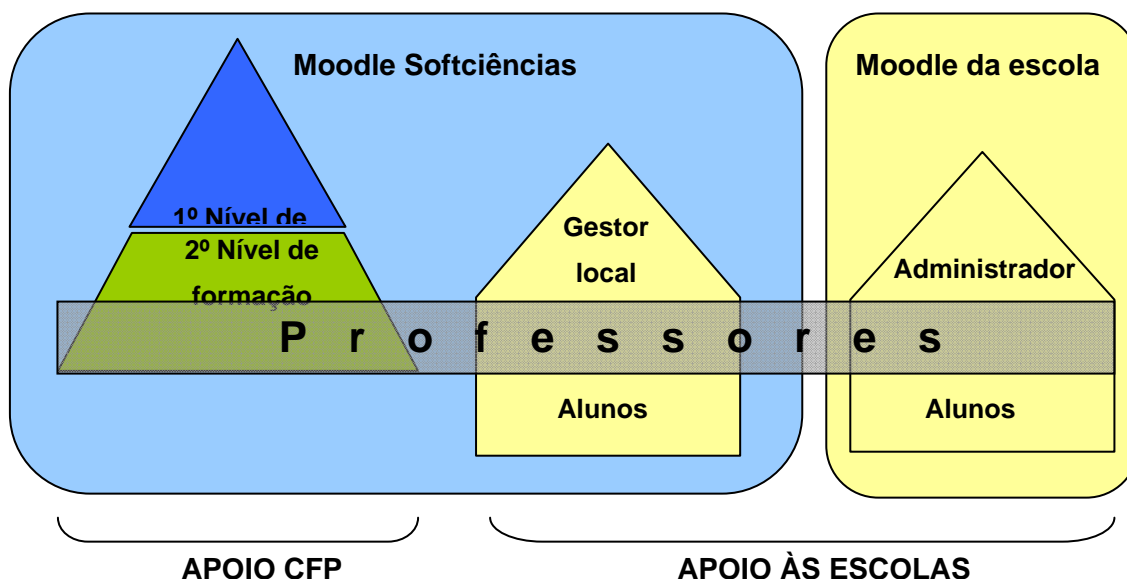 Moodle Softciências
Moodle da escola
1º Nível de
2º Nível de
formação
Gestor
local
Administrador
Professores
Alunos
Alunos
APOIO CFP
APOIO ÀS ESCOLAS